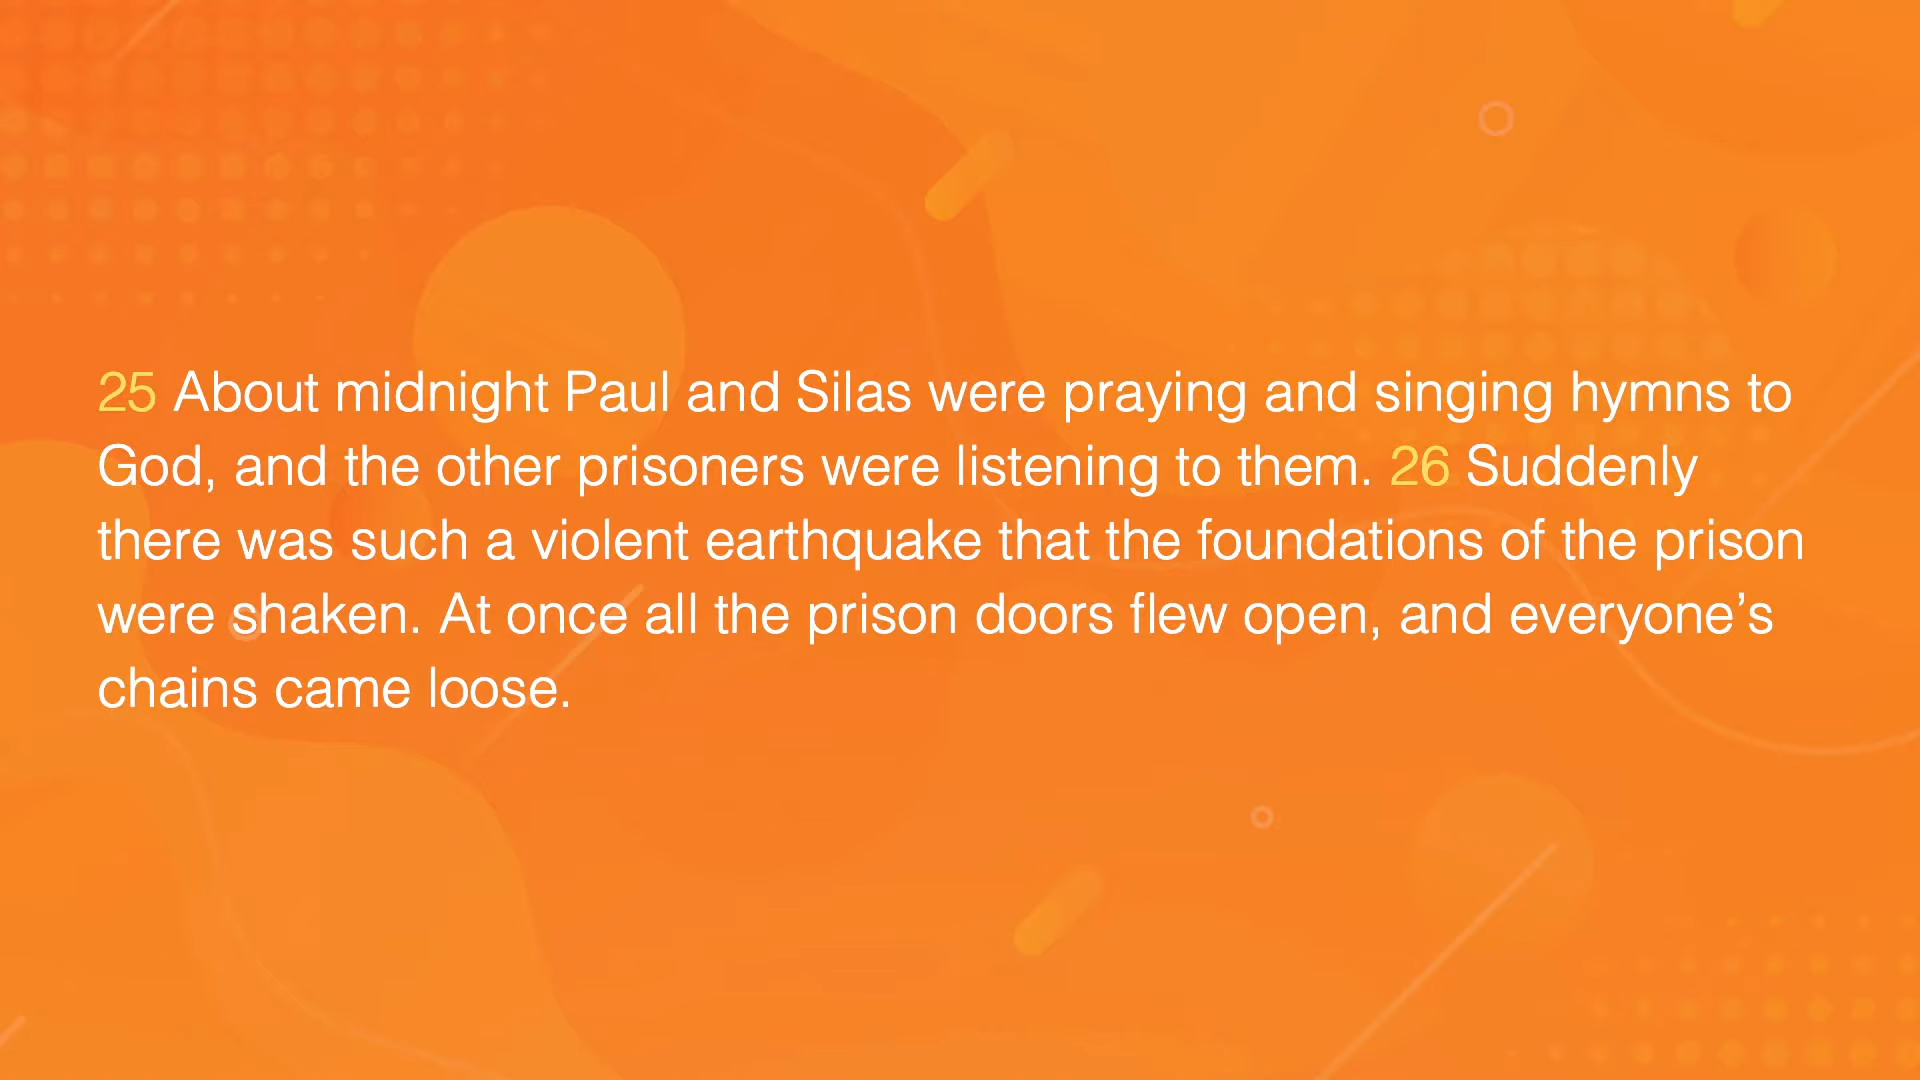 25 About midnight Paul and Silas were praying and singing hymns to
God, and the other prisoners were listening to them. 26 Suddenly
there was such a violent earthquake that the foundations of the prison
were shaken. At once all the prison doors flew open, and everyone’s
chains came loose.